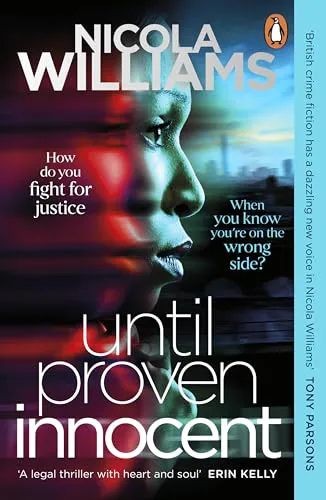 NICOLA
WILLIAMS
How
do you
fight for
justice
When
you know
you're on the
wrong
side?
until
proven
innocent
'A legal thriller with heart and soul' ERIN KELLY
'British crime fiction has a dazzling new voice in Nicola Williams' TONY PARSONS